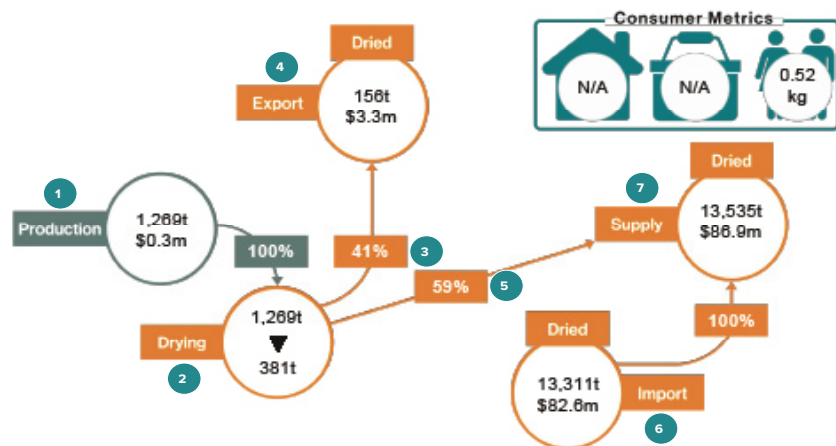 Consumer Metrics
N/A
N/A
0.52
kg
4
Dried
Export
156t
$3.3m
1
Production
1,269t
$0.3m
100%
41%
3
7
Dried
Supply
13,535t
$86.9m
59%
5
Drying
2
1,269t
381t
Dried
13,311t
$82.6m
100%
Import
6